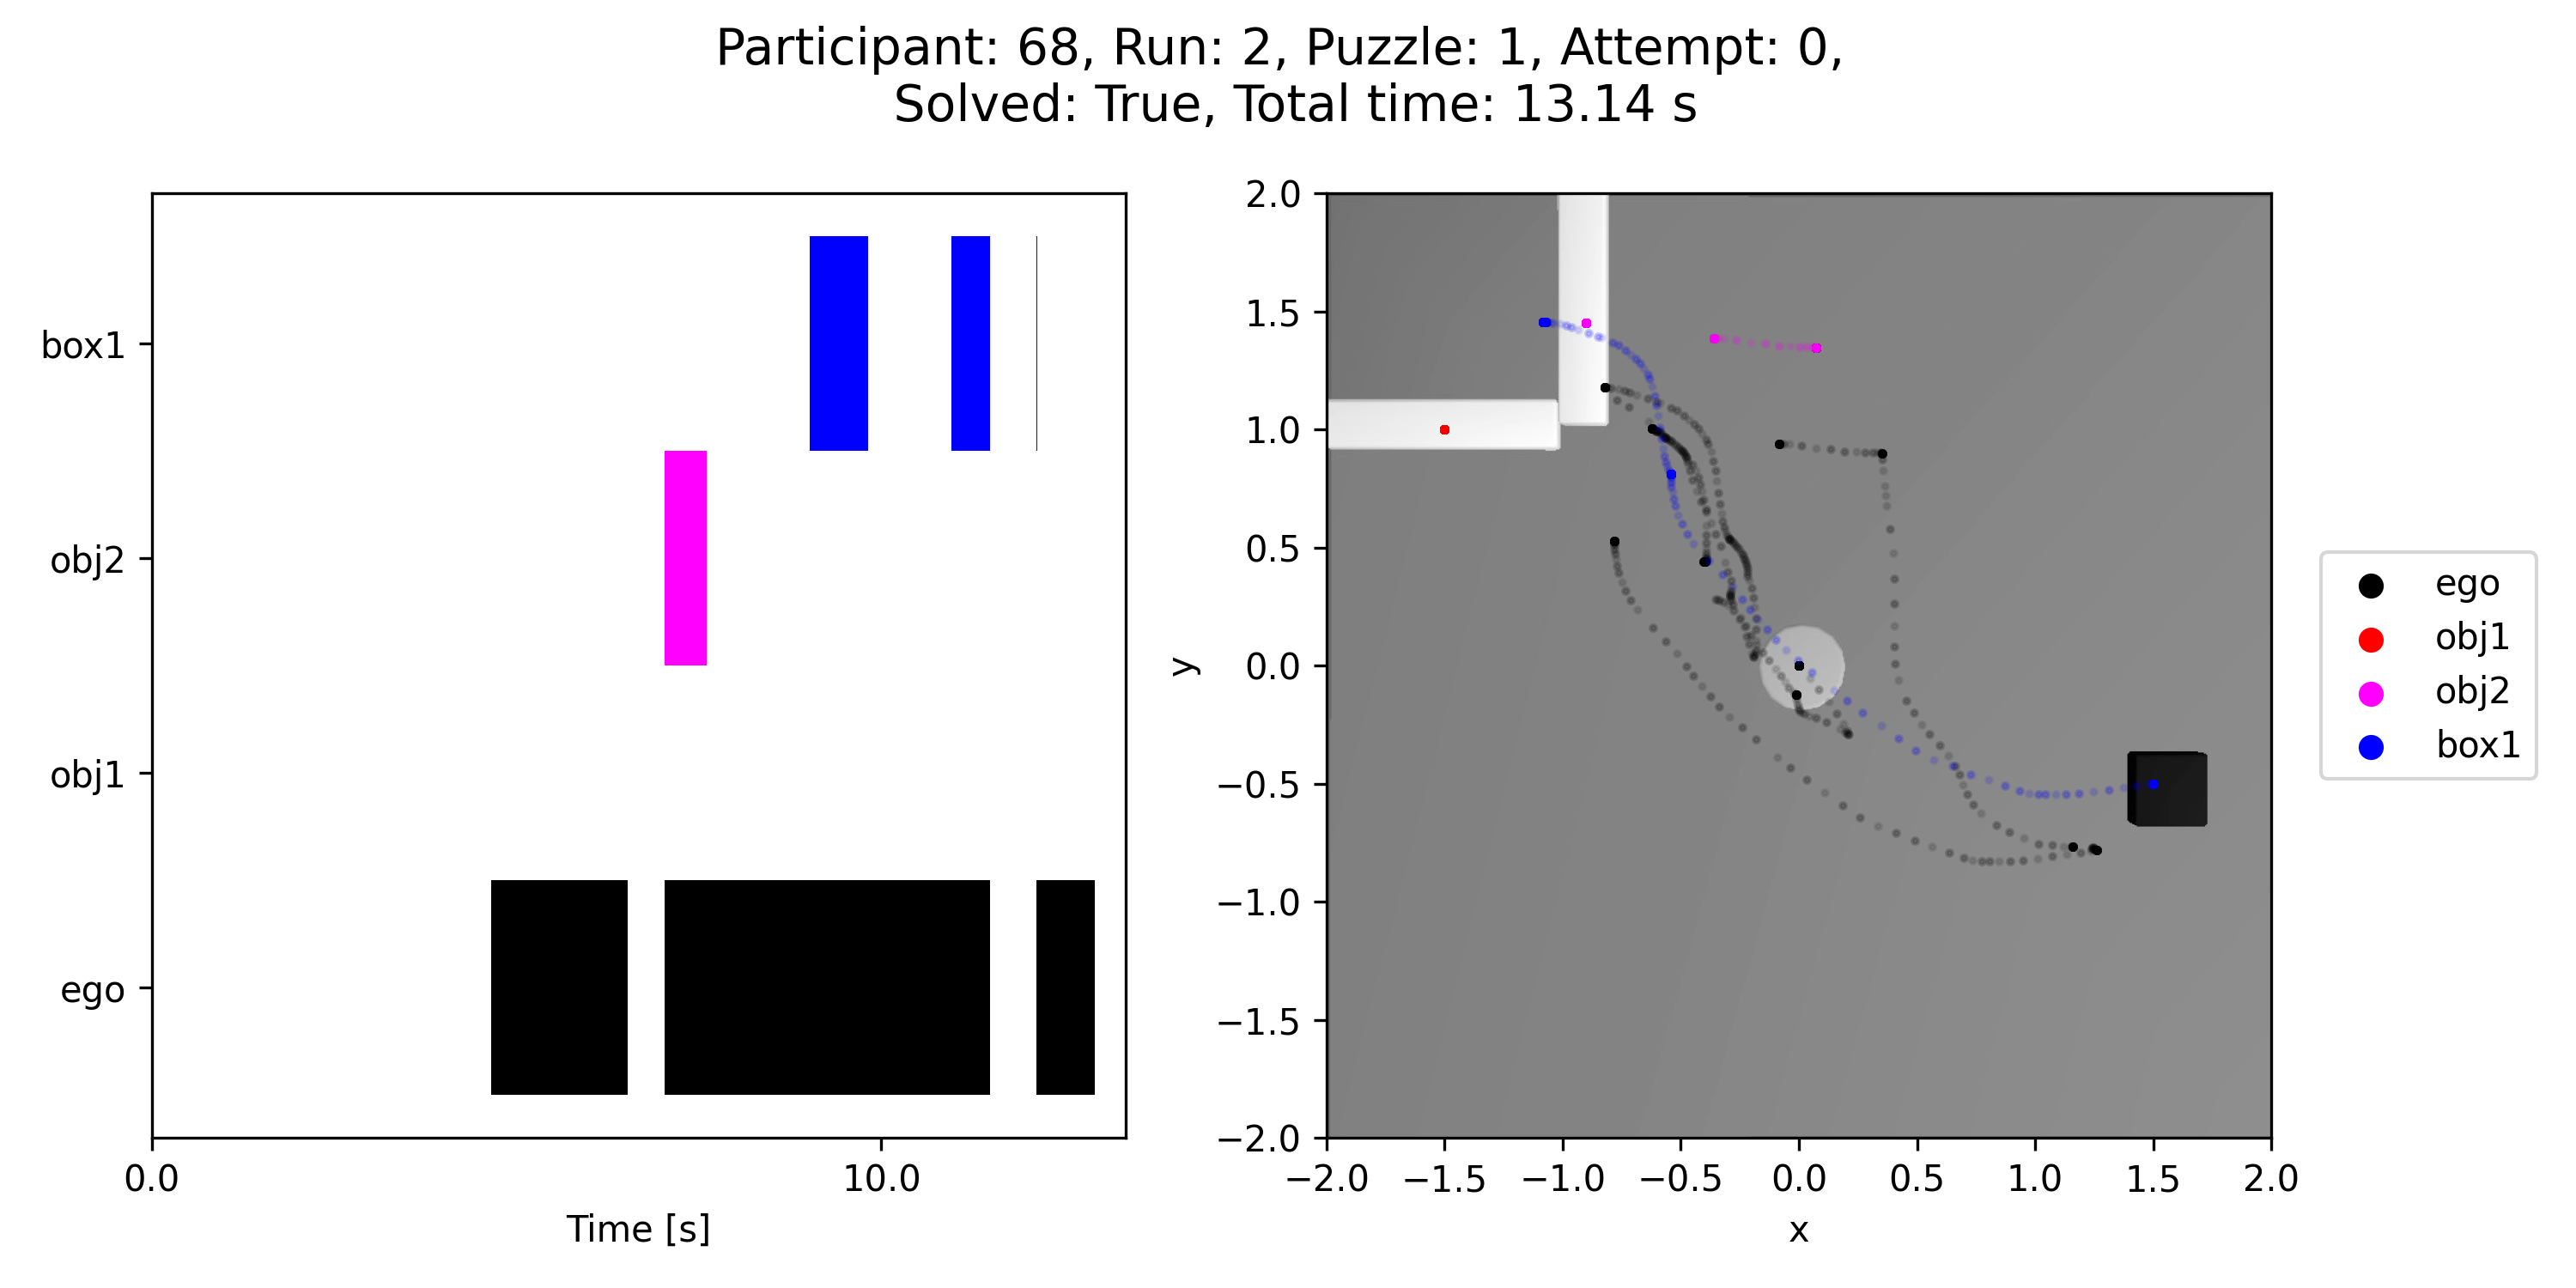 Participant: 68, Run: 2, Puzzle: 1, Attempt: 0,
Solved: True, Total time: 13.14 s
box1
obj2
obj1
ego
0.0
10.0
Time [s]
2.0
1.5
1.0
0.5
0.0
−0.5
−1.0
−1.5
−2.0
y
−2.0 −1.5 −1.0 −0.5 0.0 0.5 1.0 1.5 2.0
x
ego
obj1
obj2
box1